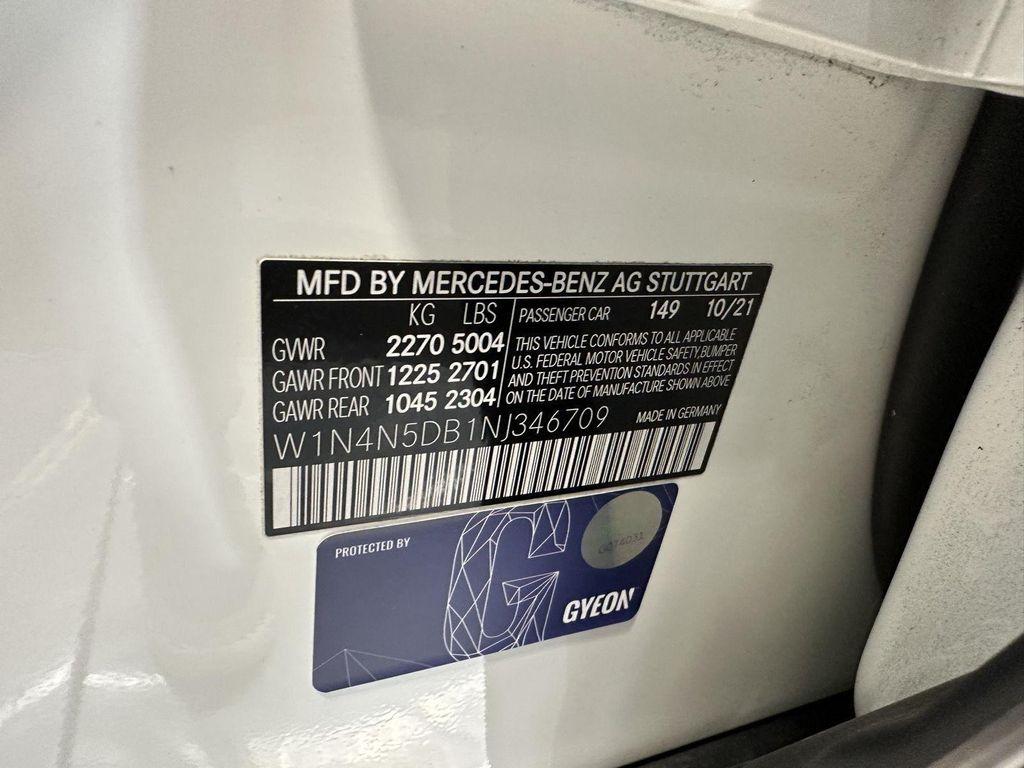 MFD BY MERCEDES-BENZ AG STUTTGART
KG LBS
GVWR 2270 5004
GAWR FRONT 1225 2701
GAWR REAR 1045 2304
PASSENGER CAR 149 10/21
THIS VEHICLE CONFORMS TO ALL APPLICABLE
U.S. FEDERAL MOTOR VEHICLE SAFETY, BUMPER
AND THEFT PREVENTION STANDARDS IN EFFECT
ON THE DATE OF MANUFACTURE SHOWN ABOVE
W1N4N5DB1NJ346709 MADE IN GERMANY
PROTECTED BY
G
GYEON